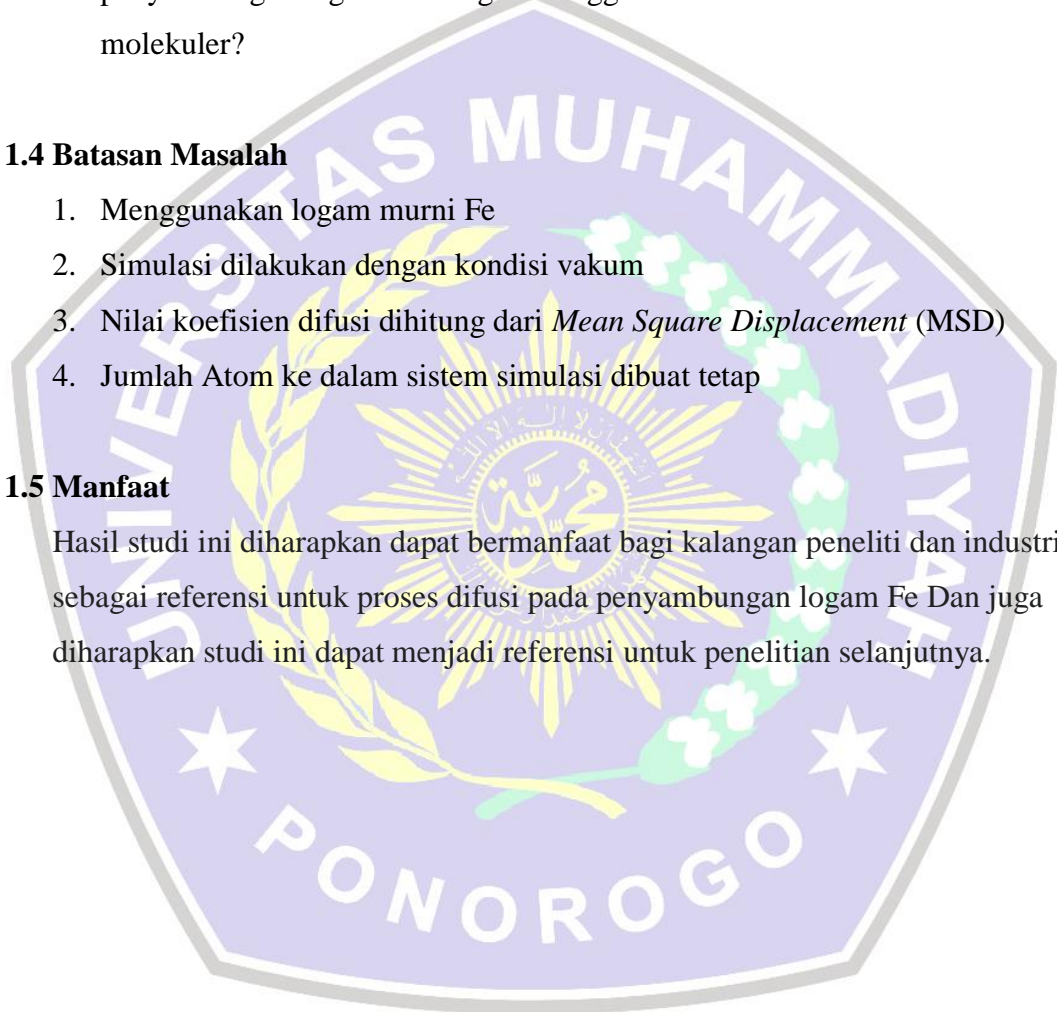 molekuler?
1.4 Batasan Masalah
1. Menggunakan logam murni Fe
2. Simulasi dilakukan dengan kondisi vakum
3. Nilai koefisien difusi dihitung dari Mean Square Displacement (MSD)
4. Jumlah Atom ke dalam sistem simulasi dibuat tetap
1.5 Manfaat
Hasil studi ini diharapkan dapat bermanfaat bagi kalangan peneliti dan industri
sebagai referensi untuk proses difusi pada penyambungan logam Fe Dan juga
diharapkan studi ini dapat menjadi referensi untuk penelitian selanjutnya.
UNIVERSITAS MUHAMMADIYAH
PONOROGO